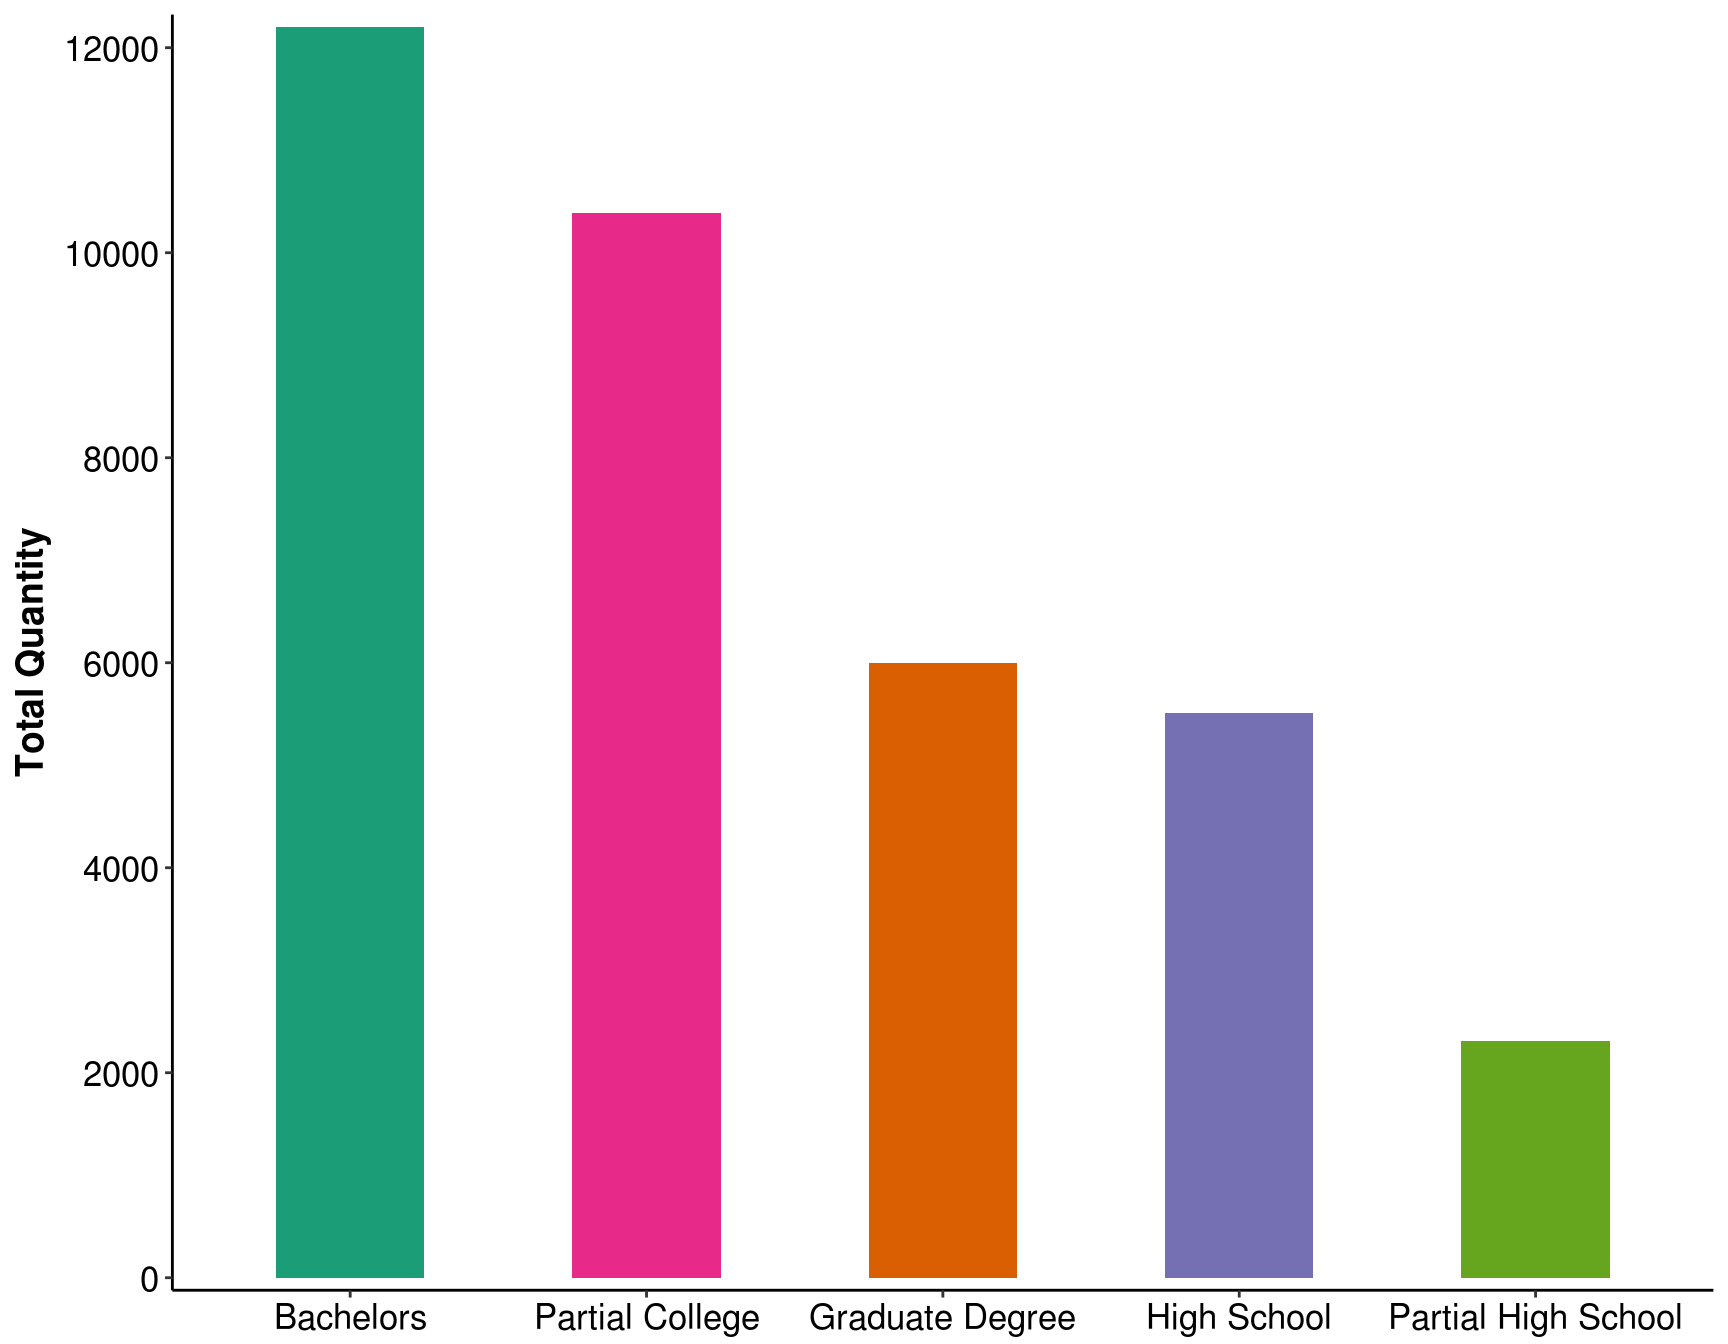 Total Quantity
12000
10000
8000
6000
4000
2000
0
Bachelors
Partial College
Graduate Degree
High School
Partial High School